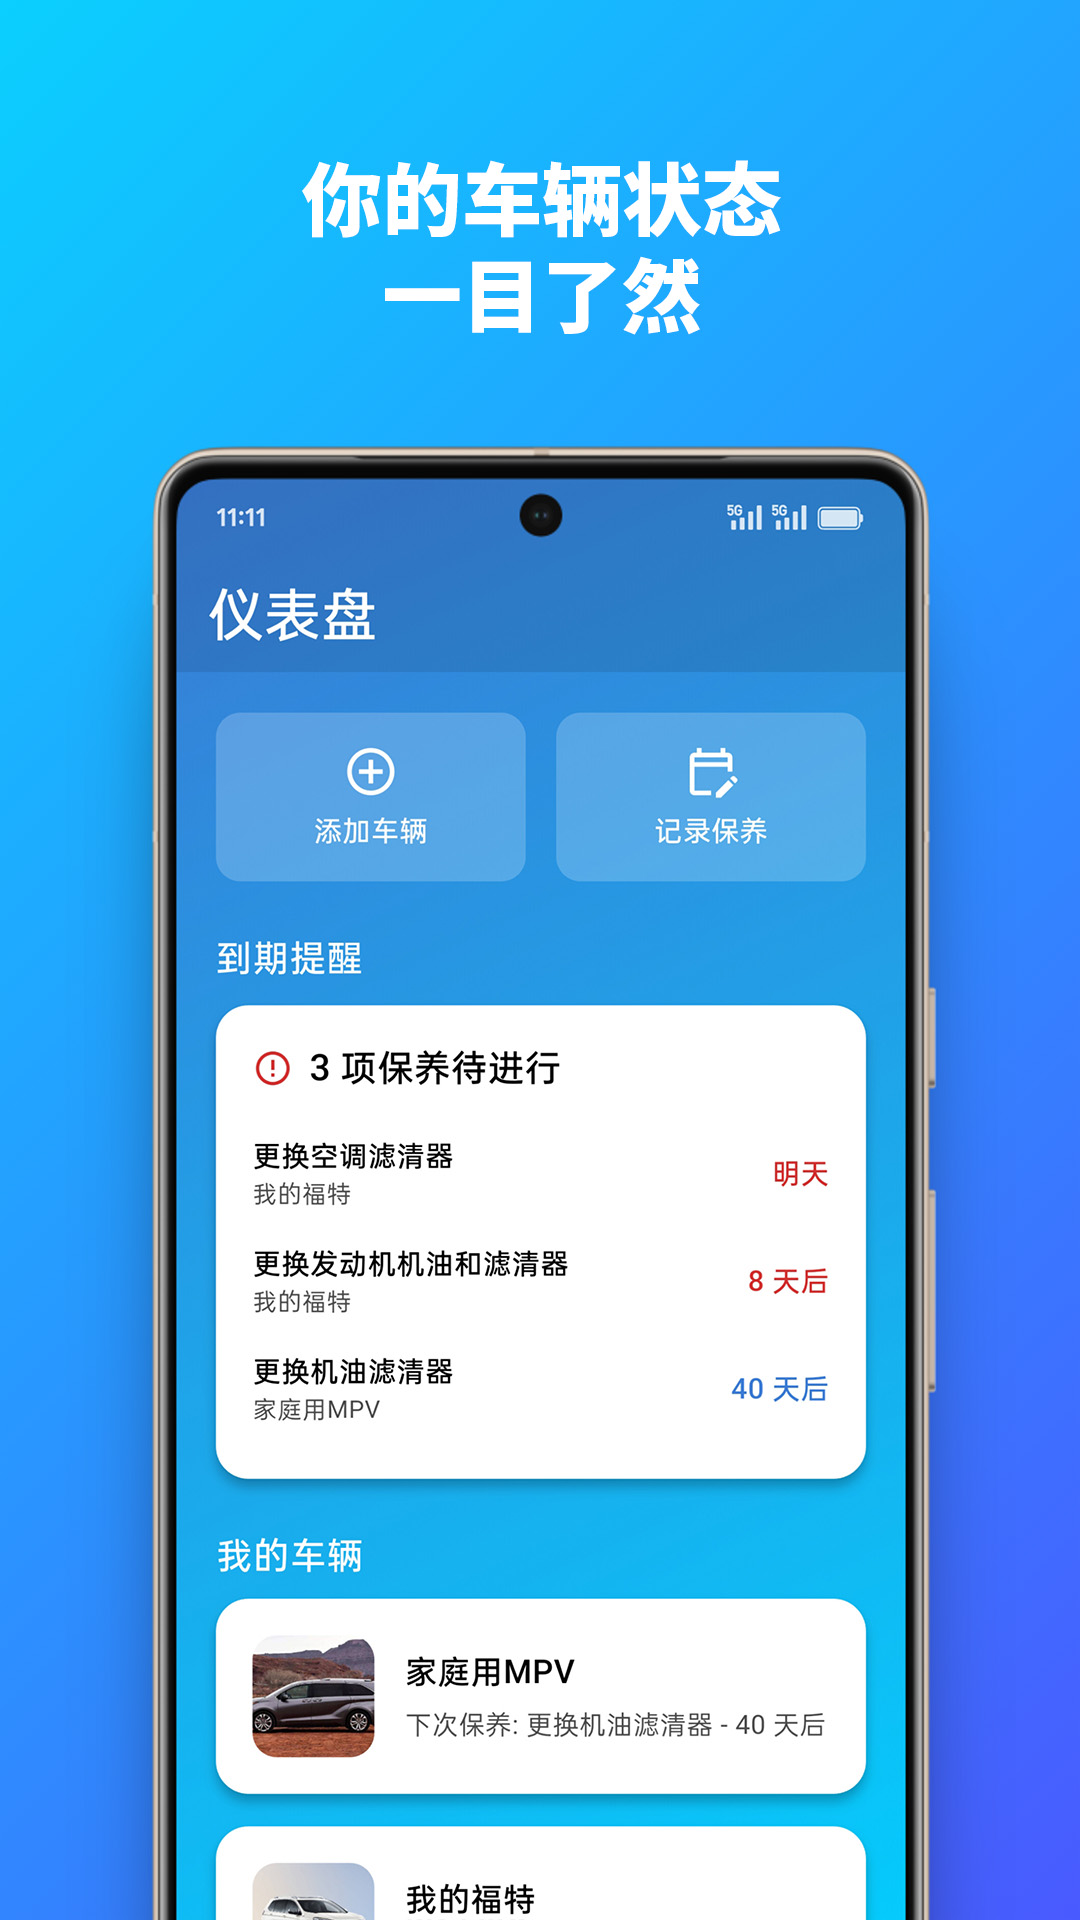 你的车辆状态
一目了然
11:11
5G 5G
仪表盘
添加车辆
记录保养
到期提醒
3 项保养待进行
更换空调滤清器
我的福特
明天
更换发动机机油和滤清器
我的福特
8 天后
更换机油滤清器
家庭用MPV
40 天后
我的车辆
家庭用MPV
下次保养: 更换机油滤清器 - 40 天后
我的福特